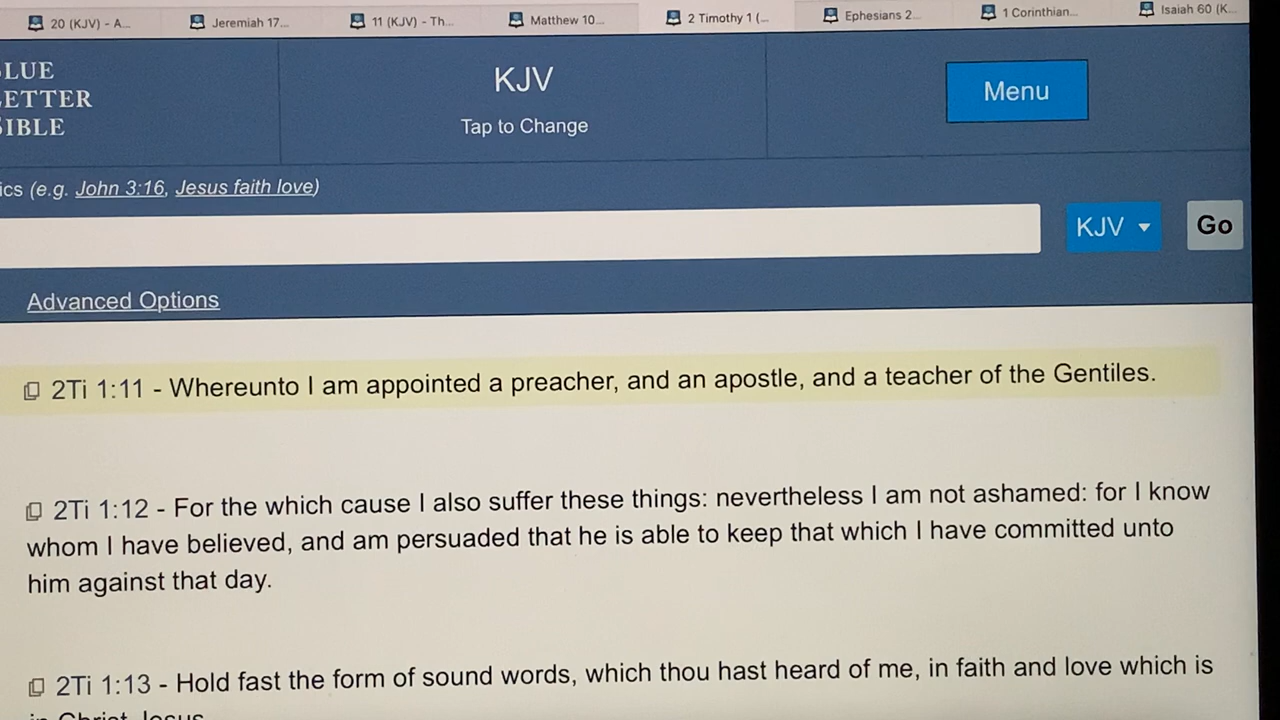 20 (KJV) - A...
Jeremiah 17...
11 (KJV) - Th...
Matthew 10...
2 Timothy 1 (...
Ephesians 2...
1 Corinthian...
Isaiah 60 (K...
LUE
ETTER
IBLE
KJV
Tap to Change
Menu
ics (e.g. John 3:16, Jesus faith love)
KJV
Go
Advanced Options
2Ti 1:11 - Whereunto I am appointed a preacher, and an apostle, and a teacher of the Gentiles.
2Ti 1:12 - For the which cause I also suffer these things: nevertheless I am not ashamed: for I know
whom I have believed, and am persuaded that he is able to keep that which I have committed unto
him against that day.
2Ti 1:13 - Hold fast the form of sound words, which thou hast heard of me, in faith and love which is
in Christ Jesus